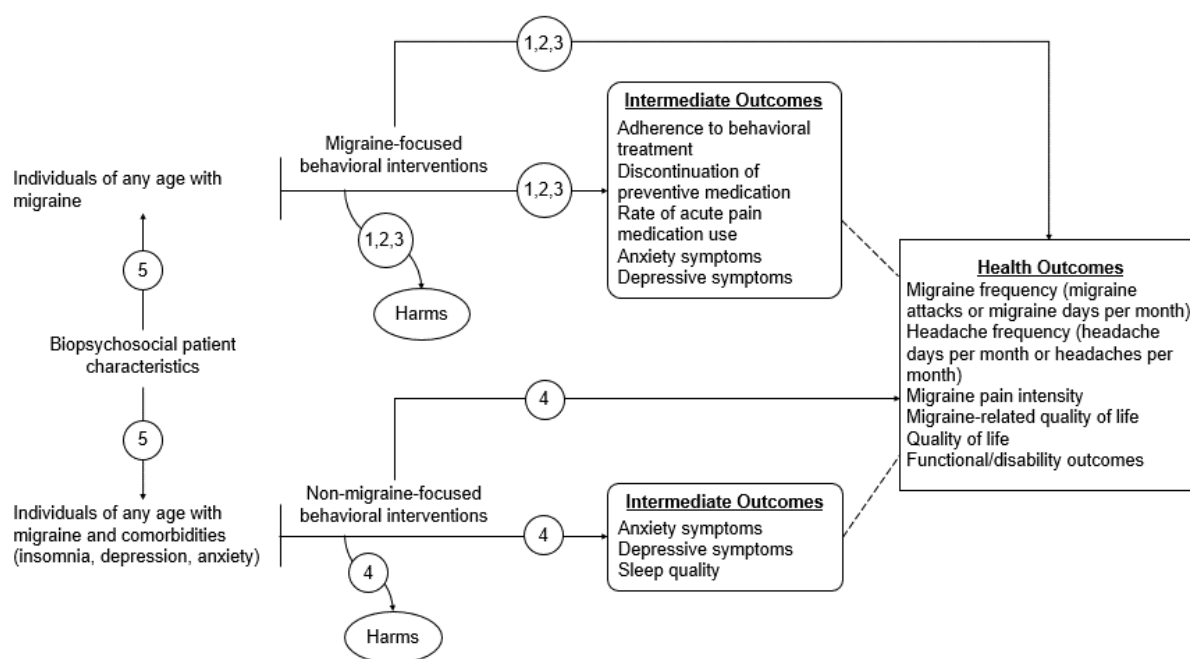 1,2,3
Intermediate Outcomes
Adherence to behavioral
treatment
Discontinuation of
preventive medication
Rate of acute pain
medication use
Anxiety symptoms
Depressive symptoms
Migraine-focused
behavioral interventions
1,2,3
Individuals of any age with
migraine
1,2,3
Harms
5
Biopsychosocial patient
characteristics
5
Health Outcomes
Migraine frequency (migraine
attacks or migraine days per month)
Headache frequency (headache
days per month or headaches per
month)
Migraine pain intensity
Migraine-related quality of life
Quality of life
Functional/disability outcomes
4
Non-migraine-focused
behavioral interventions
4
Individuals of any age with
migraine and comorbidities
(insomnia, depression, anxiety)
Intermediate Outcomes
Anxiety symptoms
Depressive symptoms
Sleep quality
4
Harms